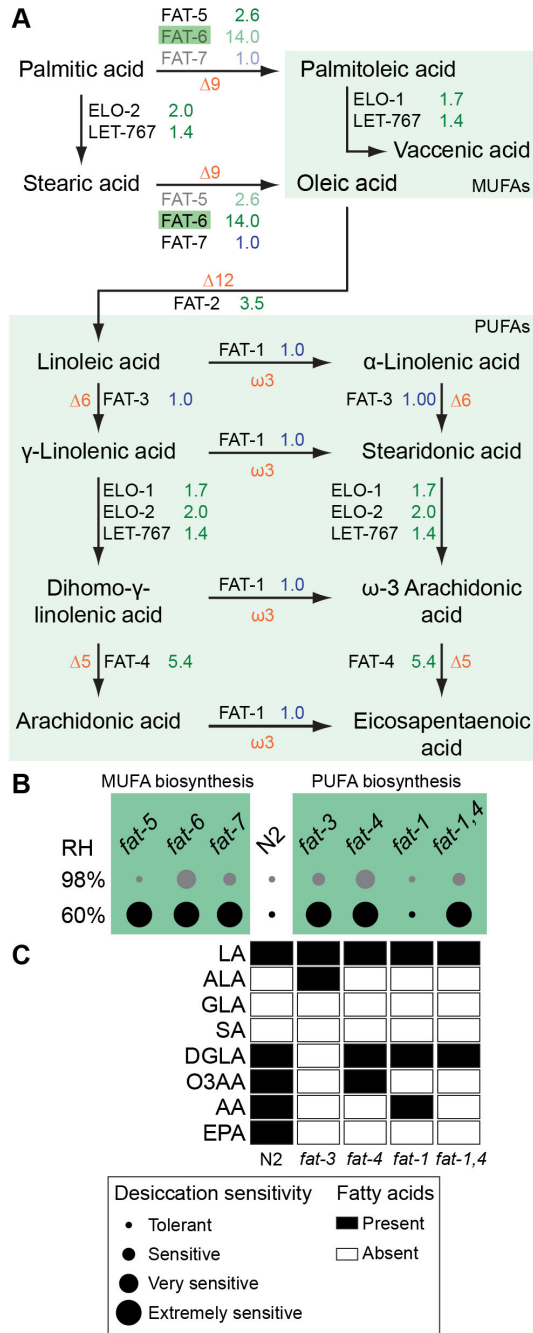 A
FAT-5 2.6
FAT-6 14.0
FAT-7 1.0
Palmitic acid
Δ9
Palmitoleic acid
ELO-2 2.0
LET-767 1.4
ELO-1 1.7
LET-767 1.4
Vaccenic acid
Stearic acid
Δ9
Oleic acid
MUFAs
FAT-5 2.6
FAT-6 14.0
FAT-7 1.0
Δ12
FAT-2 3.5
PUFAs
Linoleic acid
FAT-1 1.0
ω3
α-Linolenic acid
Δ6 FAT-3 1.0
FAT-3 1.00 Δ6
γ-Linolenic acid
FAT-1 1.0
ω3
Stearidonic acid
ELO-1 1.7
ELO-2 2.0
LET-767 1.4
ELO-1 1.7
ELO-2 2.0
LET-767 1.4
Dihomo-γ-
linolenic acid
FAT-1 1.0
ω3
ω-3 Arachidonic
acid
Δ5 FAT-4 5.4
FAT-4 5.4 Δ5
Arachidonic acid
FAT-1 1.0
ω3
Eicosapentaenoic
acid
B
MUFA biosynthesis PUFA biosynthesis
RH fat-5 fat-6 fat-7 N2 fat-3 fat-4 fat-1 fat-1,4
98%
60%
C
LA
ALA
GLA
SA
DGLA
O3AA
AA
EPA
N2 fat-3 fat-4 fat-1 fat-1,4
Desiccation sensitivity
Tolerant
Sensitive
Very sensitive
Extremely sensitive
Fatty acids
Present
Absent